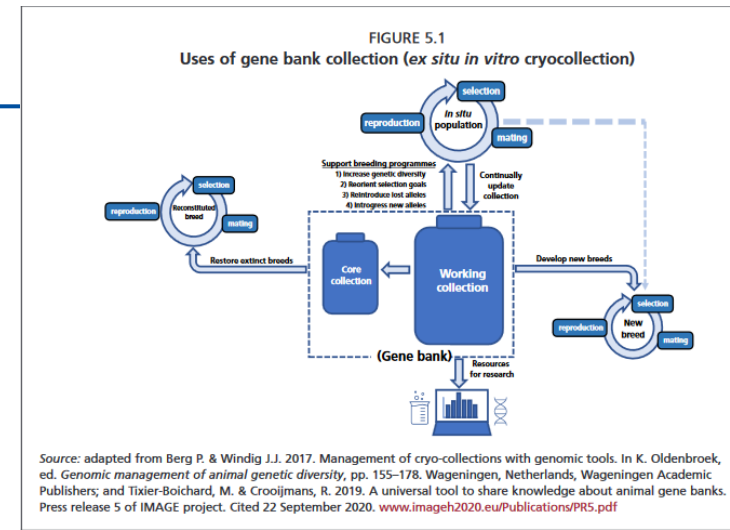 FIGURE 5.1
Uses of gene bank collection (ex situ in vitro cryocollection)
selection
In situ
population
reproduction
mating
Support breeding programmes
1) Increase genetic diversity
2) Reorient selection goals
3) Reintroduce lost alleles
4) Introgress new alleles
Continually
update
collection
selection
Reconstituted
breed
reproduction
mating
Restore extinct breeds
Core
collection
Working
collection
Develop new breeds
selection
reproduction
New
breed
mating
(Gene bank)
Resources
for research
Source: adapted from Berg P. & Windig J.J. 2017. Management of cryo-collections with genomic tools. In K. Oldenbroek,
ed. Genomic management of animal genetic diversity, pp. 155–178. Wageningen, Netherlands, Wageningen Academic
Publishers; and Tixier-Boichard, M. & Crooijmans, R. 2019. A universal tool to share knowledge about animal gene banks.
Press release 5 of IMAGE project. Cited 22 September 2020. www.imageh2020.eu/Publications/PR5.pdf